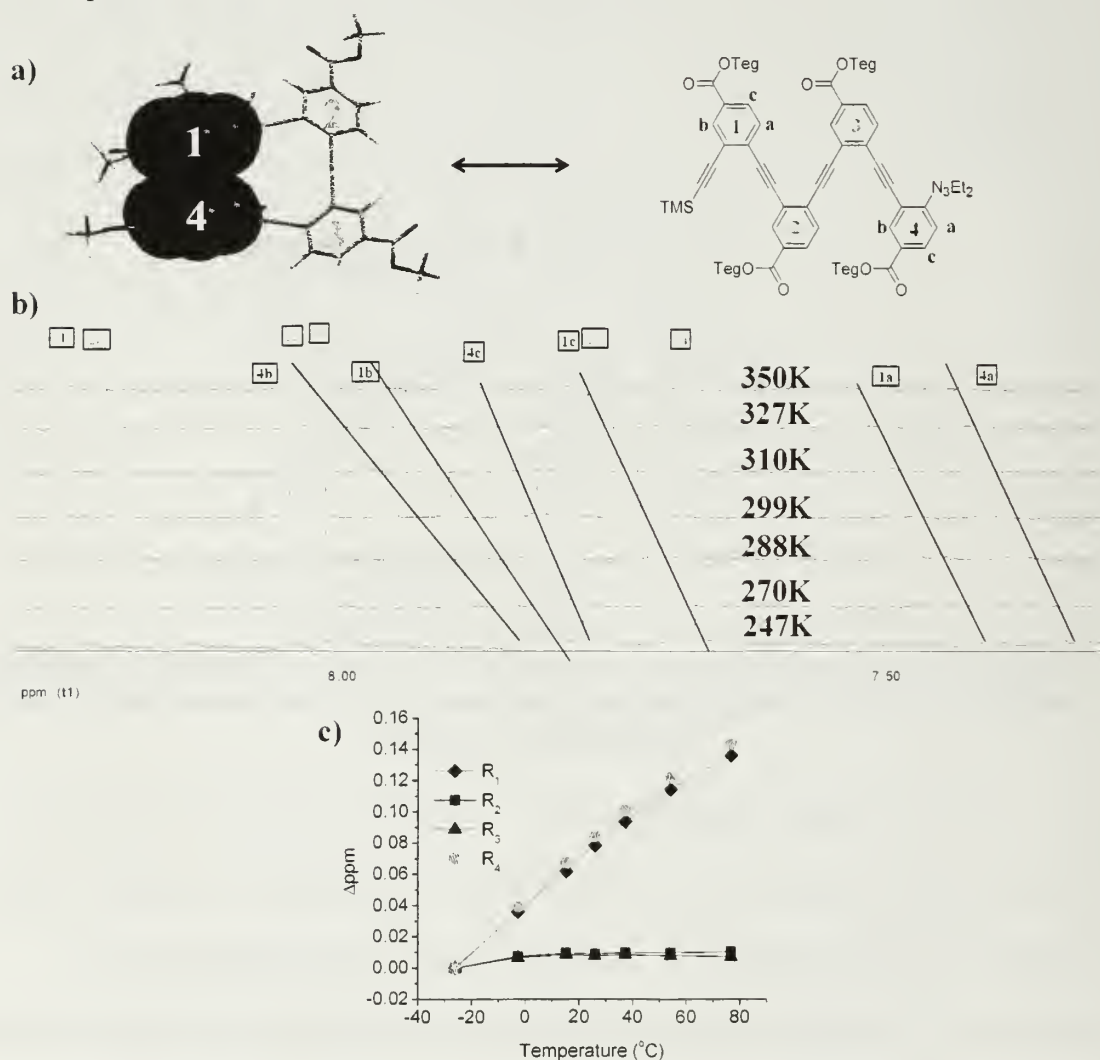 a)
1
4
OTeg
O
c
b
1
a
TMS
O
OTeg
3
2
N₃Et₂
b
4
a
c
TegO
O
TegO
O
b)
1
4b
1b
4c
1c
350K
1a
4a
327K
310K
299K
288K
270K
247K
8.00
7.50
ppm (t1)
c)
0.16
0.14
0.12
0.10
0.08
0.06
0.04
0.02
0.00
-0.02
Δppm
R₁
R₂
R₃
R₄
-40 -20 0 20 40 60 80
Temperature (°C)